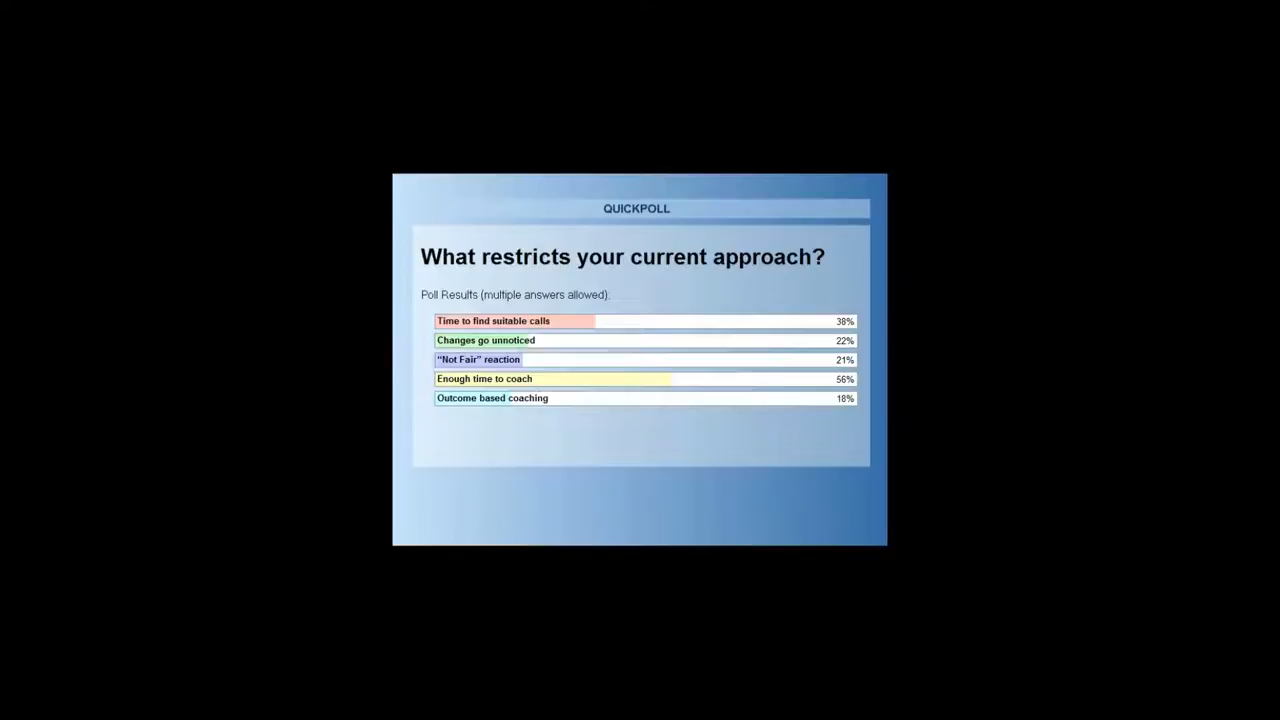 QUICKPOLL
What restricts your current approach?
Poll Results (multiple answers allowed):
Time to find suitable calls 38%
Changes go unnoticed 22%
“Not Fair” reaction 21%
Enough time to coach 56%
Outcome based coaching 18%